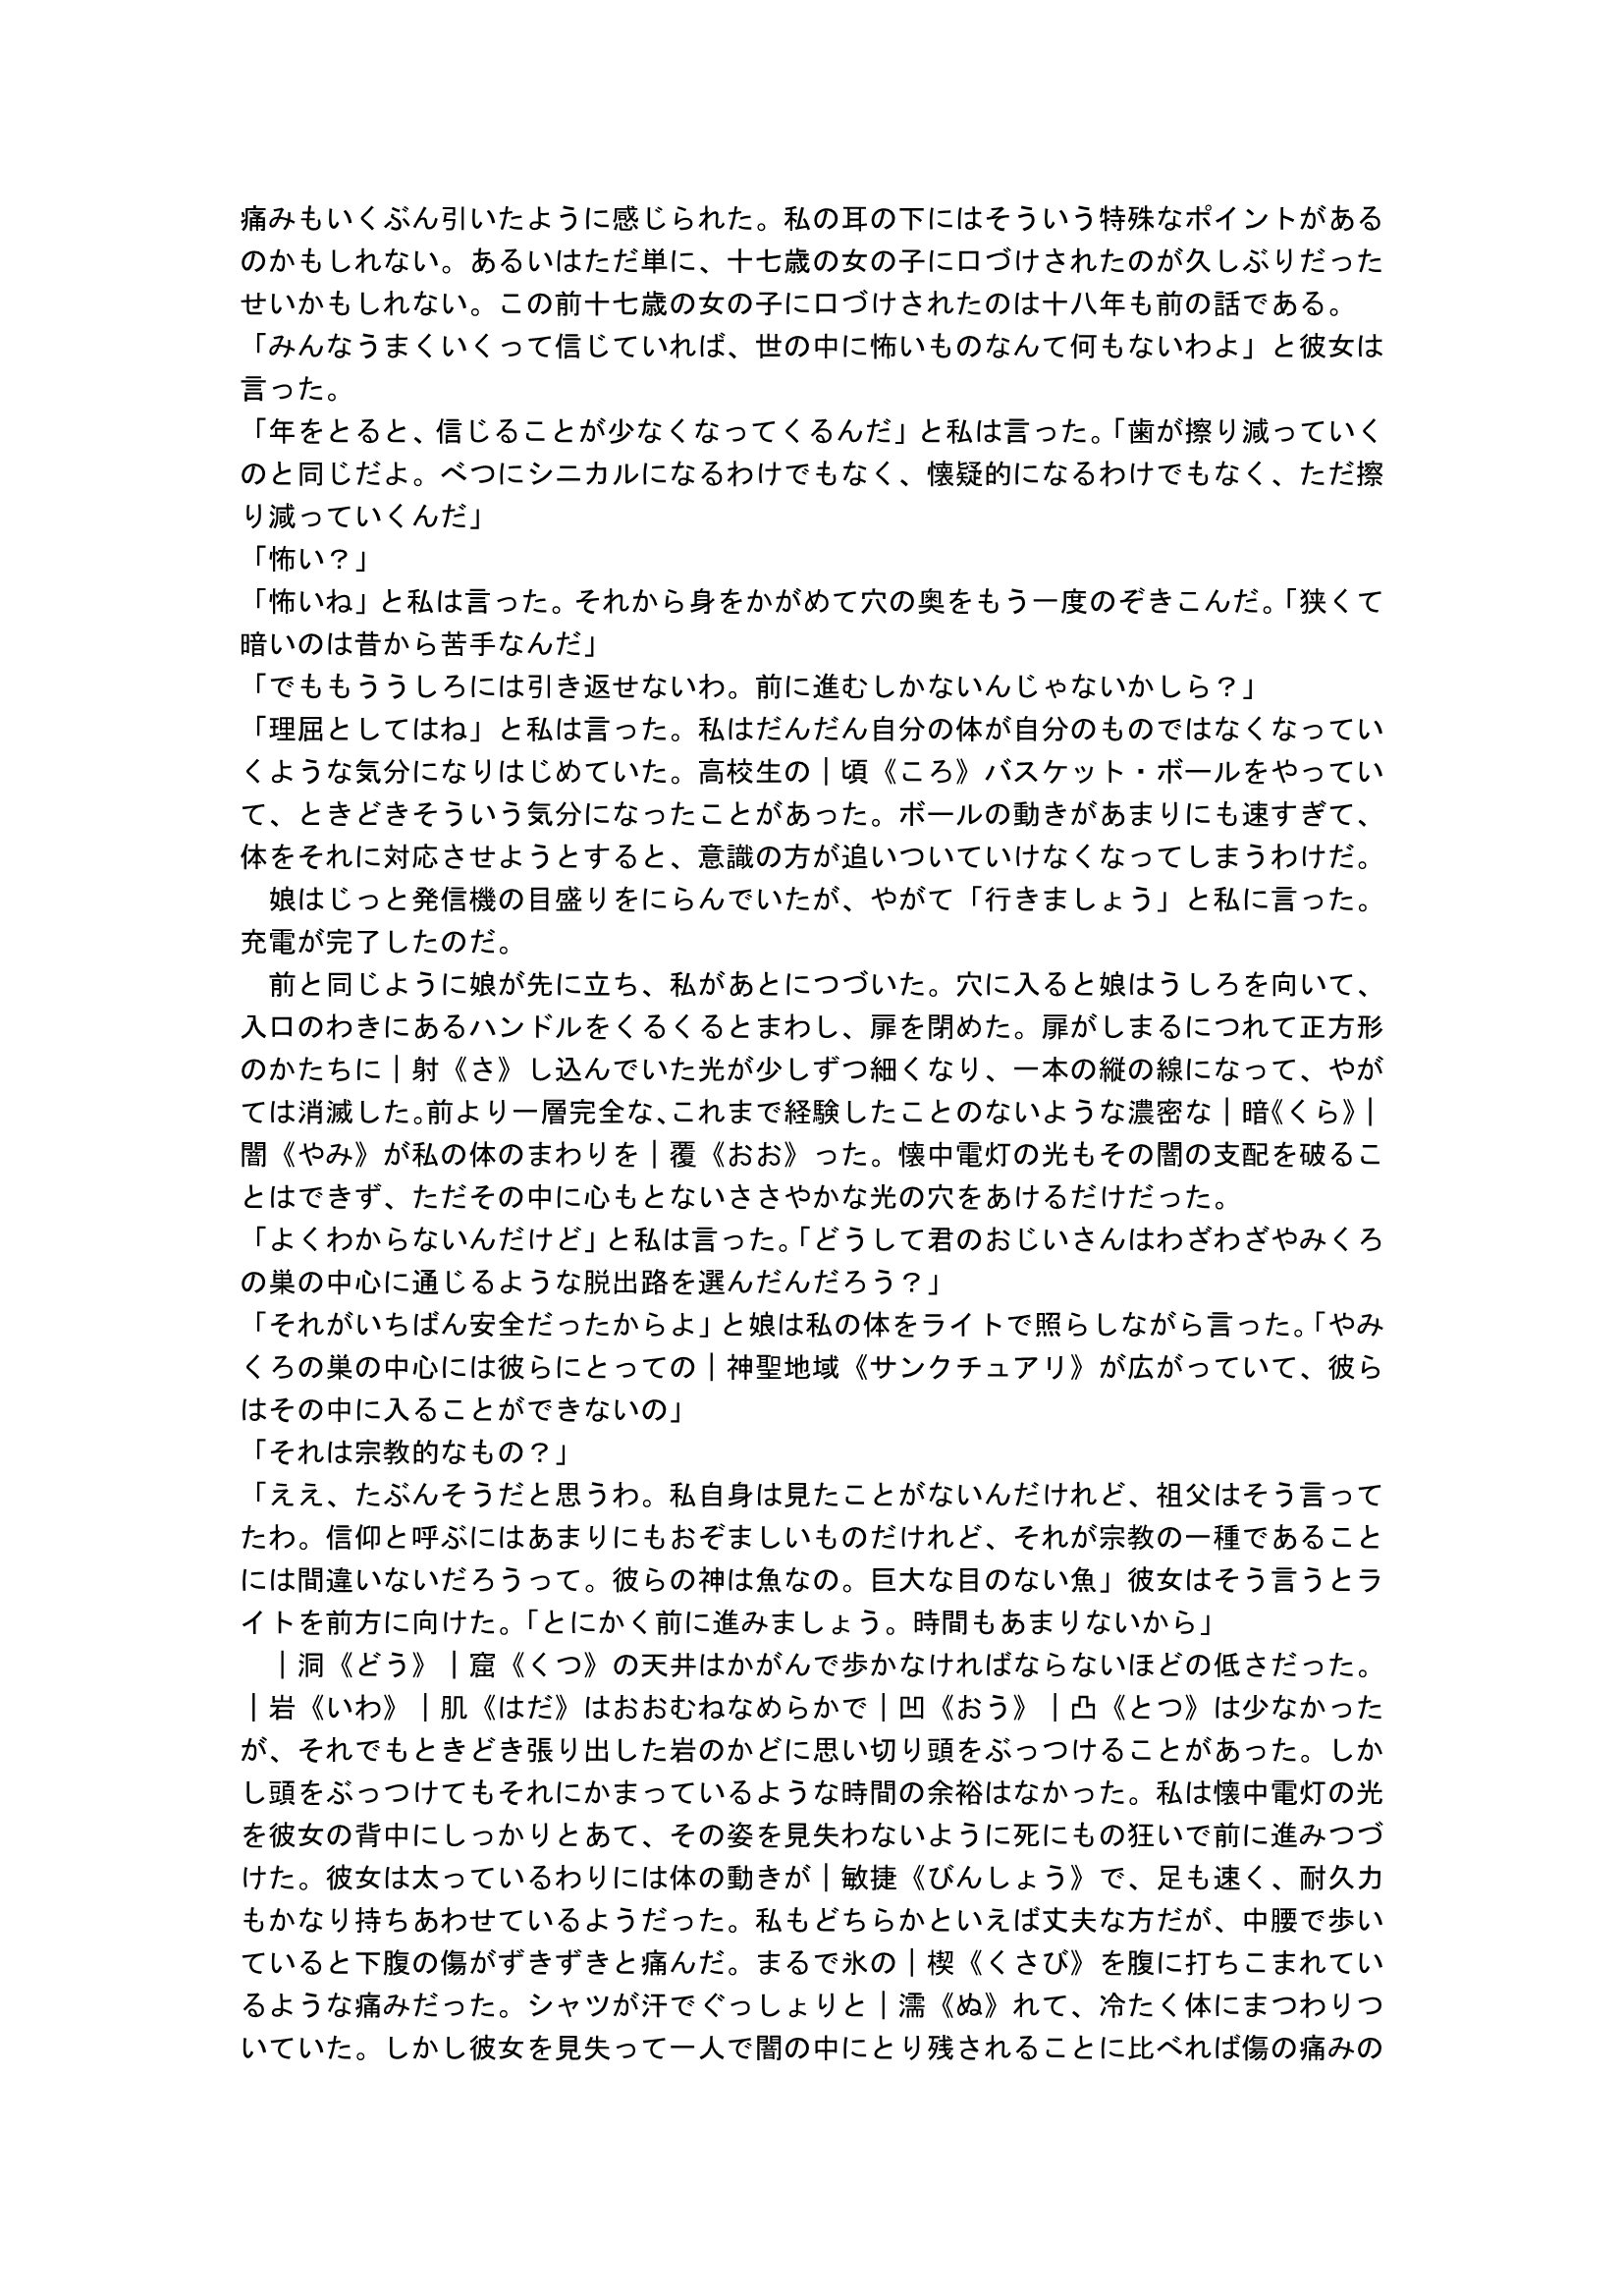 痛みもいくぶん引いたように感じられた。私の耳の下にはそういう特殊なポイントがある
のかもしれない。あるいはただ単に、十七歳の女の子に口づけされたのが久しぶりだった
せいかもしれない。この前十七歳の女の子に口づけされたのは十八年も前の話である。
「みんなうまくいくって信じていれば、世の中に怖いものなんて何もないわよ」と彼女は
言った。
「年をとると、信じることが少なくなってくるんだ」と私は言った。「歯が擦り減っていく
のと同じだよ。べつにシニカルになるわけでもなく、懐疑的になるわけでもなく、ただ擦
り減っていくんだ」
「怖い？」
「怖いね」と私は言った。それから身をかがめて穴の奥をもう一度のぞきこんだ。「狭くて
暗いのは昔から苦手なんだ」
「でももううしろには引き返せないわ。前に進むしかないんじゃないかしら？」
「理屈としてはね」と私は言った。私はだんだん自分の体が自分のものではなくなってい
くような気分になりはじめていた。高校生の｜頃《ころ》バスケット・ボールをやってい
て、ときどきそういう気分になったことがあった。ボールの動きがあまりにも速すぎて、
体をそれに対応させようとすると、意識の方が追いついていけなくなってしまうわけだ。
　娘はじっと発信機の目盛りをにらんでいたが、やがて「行きましょう」と私に言った。
充電が完了したのだ。
　前と同じように娘が先に立ち、私があとにつづいた。穴に入ると娘はうしろを向いて、
入口のわきにあるハンドルをくるくるとまわし、扉を閉めた。扉がしまるにつれて正方形
のかたちに｜射《さ》し込んでいた光が少しずつ細くなり、一本の縦の線になって、やが
ては消滅した。前より一層完全な、これまで経験したことのないような濃密な｜暗《くら》｜
闇《やみ》が私の体のまわりを｜覆《おお》った。懐中電灯の光もその闇の支配を破るこ
とはできず、ただその中に心もとないささやかな光の穴をあけるだけだった。
「よくわからないんだけど」と私は言った。「どうして君のおじいさんはわざわざやみくろ
の巣の中心に通じるような脱出路を選んだんだろう？」
「それがいちばん安全だったからよ」と娘は私の体をライトで照らしながら言った。「やみ
くろの巣の中心には彼らにとっての｜神聖地域《サンクチュアリ》が広がっていて、彼ら
はその中に入ることができないの」
「それは宗教的なもの？」
「ええ、たぶんそうだと思うわ。私自身は見たことがないんだけれど、祖父はそう言って
たわ。信仰と呼ぶにはあまりにもおぞましいものだけれど、それが宗教の一種であること
には間違いないだろうって。彼らの神は魚なの。巨大な目のない魚」彼女はそう言うとラ
イトを前方に向けた。「とにかく前に進みましょう。時間もあまりないから」
　｜洞《どう》｜窟《くつ》の天井はかがんで歩かなければならないほどの低さだった。
｜岩《いわ》｜肌《はだ》はおおむねなめらかで｜凹《おう》｜凸《とつ》は少なかった
が、それでもときどき張り出した岩のかどに思い切り頭をぶっつけることがあった。しか
し頭をぶっつけてもそれにかまっているような時間の余裕はなかった。私は懐中電灯の光
を彼女の背中にしっかりとあて、その姿を見失わないように死にもの狂いで前に進みつづ
けた。彼女は太っているわりには体の動きが｜敏捷《びんしょう》で、足も速く、耐久力
もかなり持ちあわせているようだった。私もどちらかといえば丈夫な方だが、中腰で歩い
ていると下腹の傷がずきずきと痛んだ。まるで氷の｜楔《くさび》を腹に打ちこまれてい
るような痛みだった。シャツが汗でぐっしょりと｜濡《ぬ》れて、冷たく体にまつわりつ
いていた。しかし彼女を見失って一人で闇の中にとり残されることに比べれば傷の痛みの